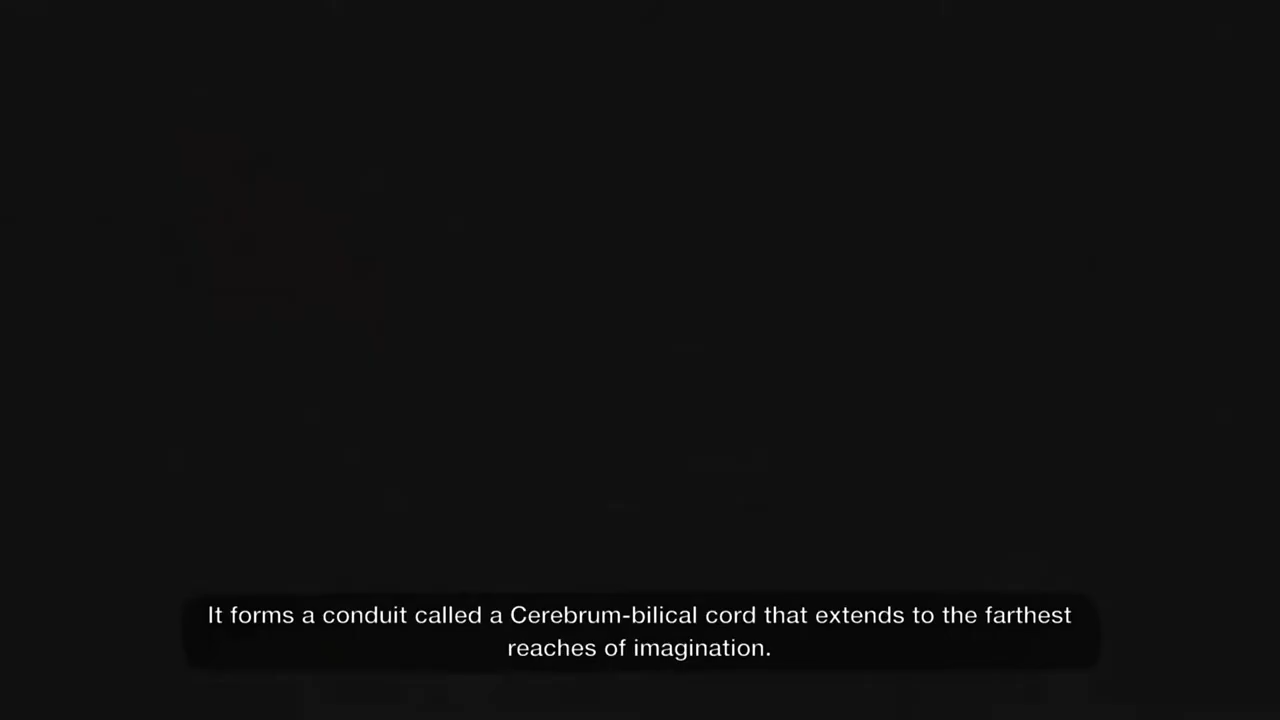 It forms a conduit called a Cerebrum-bilical cord that extends to the farthest
reaches of imagination.